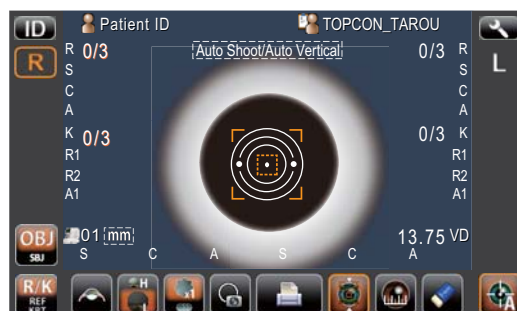 ID Patient ID TOPCON_TAROU
R R 0/3 Auto Shoot/Auto Vertical 0/3 R L
S S
C C
A A
K 0/3 0/3 K
R1 R1
R2 R2
A1 A1
OBJ 01 mm 13.75 VD
SBJ S C A S C A
R/K H x1 A
REF
KRT